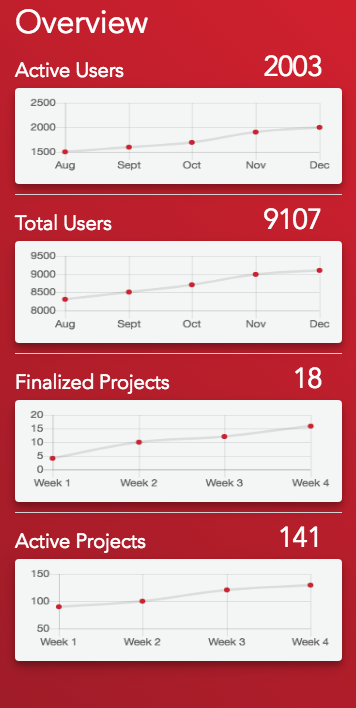 Overview
Active Users 2003
2500
2000
1500
Aug Sept Oct Nov Dec
Total Users 9107
9500
9000
8500
8000
Aug Sept Oct Nov Dec
Finalized Projects 18
20
15
10
5
0
Week 1 Week 2 Week 3 Week 4
Active Projects 141
150
100
50
Week 1 Week 2 Week 3 Week 4